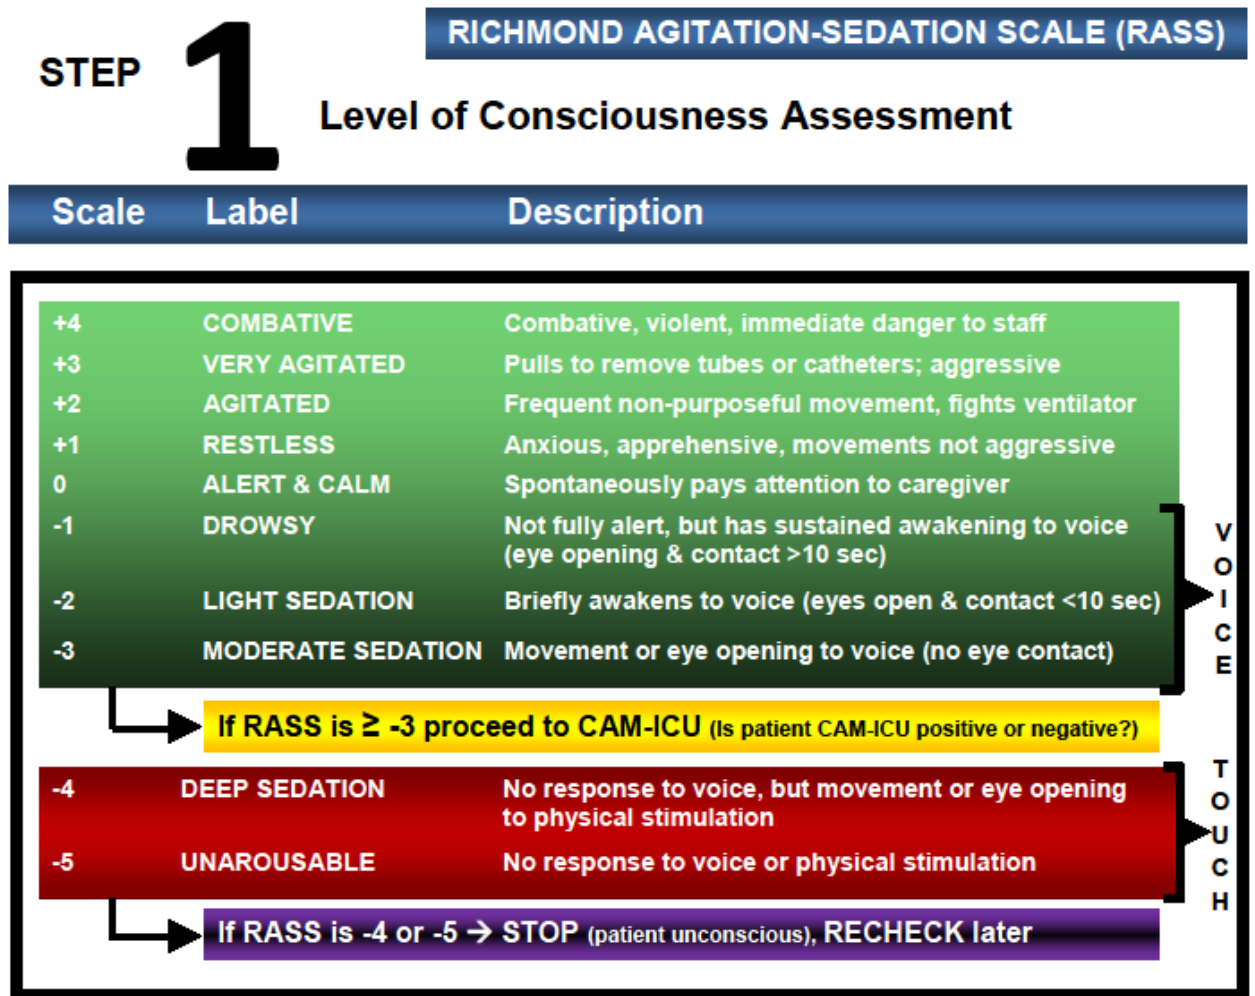 RICHMOND AGITATION-SEDATION SCALE (RASS)
STEP 1
Level of Consciousness Assessment
Scale Label Description
+4 COMBATIVE Combative, violent, immediate danger to staff
+3 VERY AGITATED Pulls to remove tubes or catheters; aggressive
+2 AGITATED Frequent non-purposeful movement, fights ventilator
+1 RESTLESS Anxious, apprehensive, movements not aggressive
0 ALERT & CALM Spontaneously pays attention to caregiver
-1 DROWSY Not fully alert, but has sustained awakening to voice
(eye opening & contact >10 sec)
-2 LIGHT SEDATION Briefly awakens to voice (eyes open & contact <10 sec)
-3 MODERATE SEDATION Movement or eye opening to voice (no eye contact)
VOICE
If RASS is ≥ -3 proceed to CAM-ICU (Is patient CAM-ICU positive or negative?)
-4 DEEP SEDATION No response to voice, but movement or eye opening
to physical stimulation
-5 UNAROUSABLE No response to voice or physical stimulation
TOUCH
If RASS is -4 or -5 → STOP (patient unconscious), RECHECK later